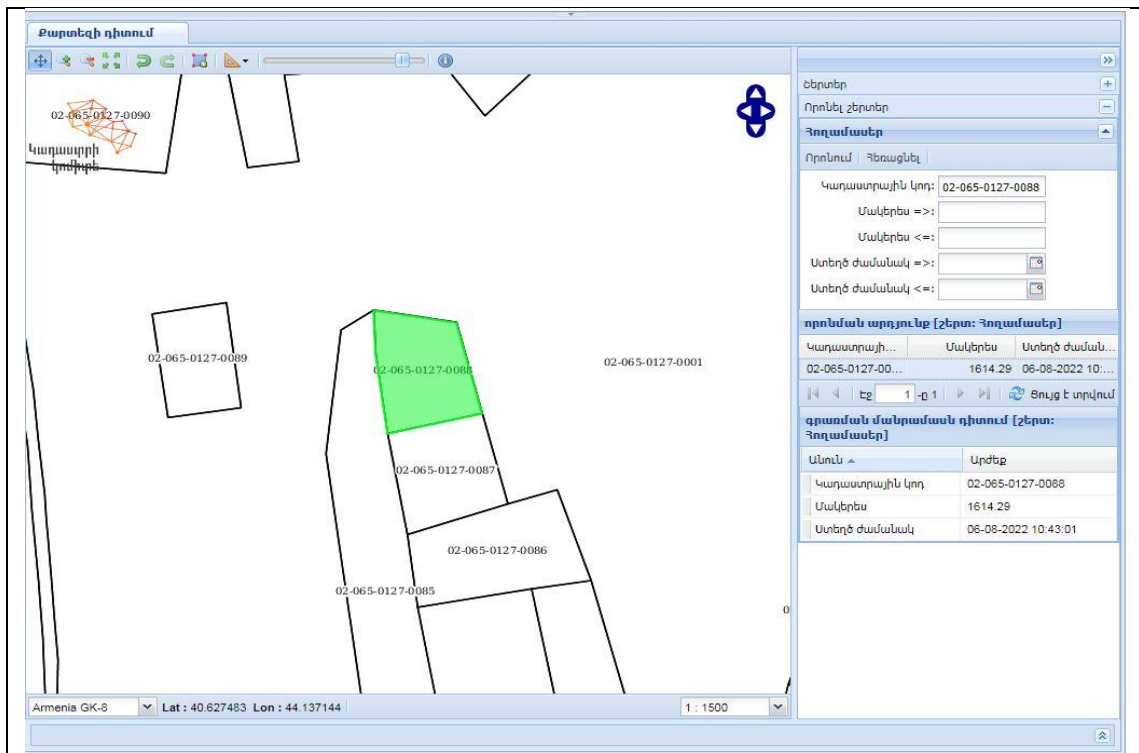 Քարտեզի դիտում
02-065-0127-0090
Կադաստրի
կոմիտե
02-065-0127-0089
02-065-0127-0088
02-065-0127-0001
02-065-0127-0087
02-065-0127-0086
02-065-0127-0085
Armenia GK-8 Lat : 40.627483 Lon : 44.137144 1 : 1500
Շերտեր
Որոնել շերտեր
Հողամասեր
Որոնում Հեռացնել
Կադաստրային կոդ: 02-065-0127-0088
Մակերես =>:
Մակերես <=:
Ստեղծ ժամանակ =>:
Ստեղծ ժամանակ <=:
որոնման արդյունք [շերտ: Հողամասեր]
Կադաստրայի... Մակերես Ստեղծ ժաման...
02-065-0127-00... 1614.29 06-08-2022 10:...
Էջ 1 -ը 1 Ցույց է տրվում
գրառման մանրամասն դիտում [շերտ:
Հողամասեր]
Անուն Արժեք
Կադաստրային կոդ 02-065-0127-0088
Մակերես 1614.29
Ստեղծ ժամանակ 06-08-2022 10:43:01